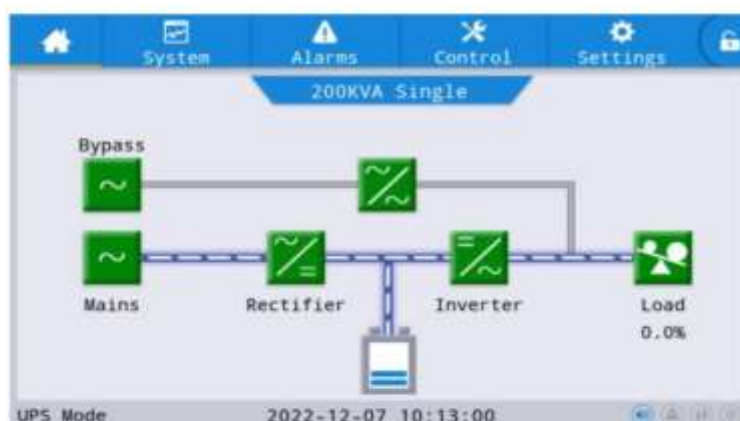 System Alarms Control Settings
200KVA Single
Bypass
Mains Rectifier Inverter Load
0.0%
UPS Mode 2022-12-07 10:13:00